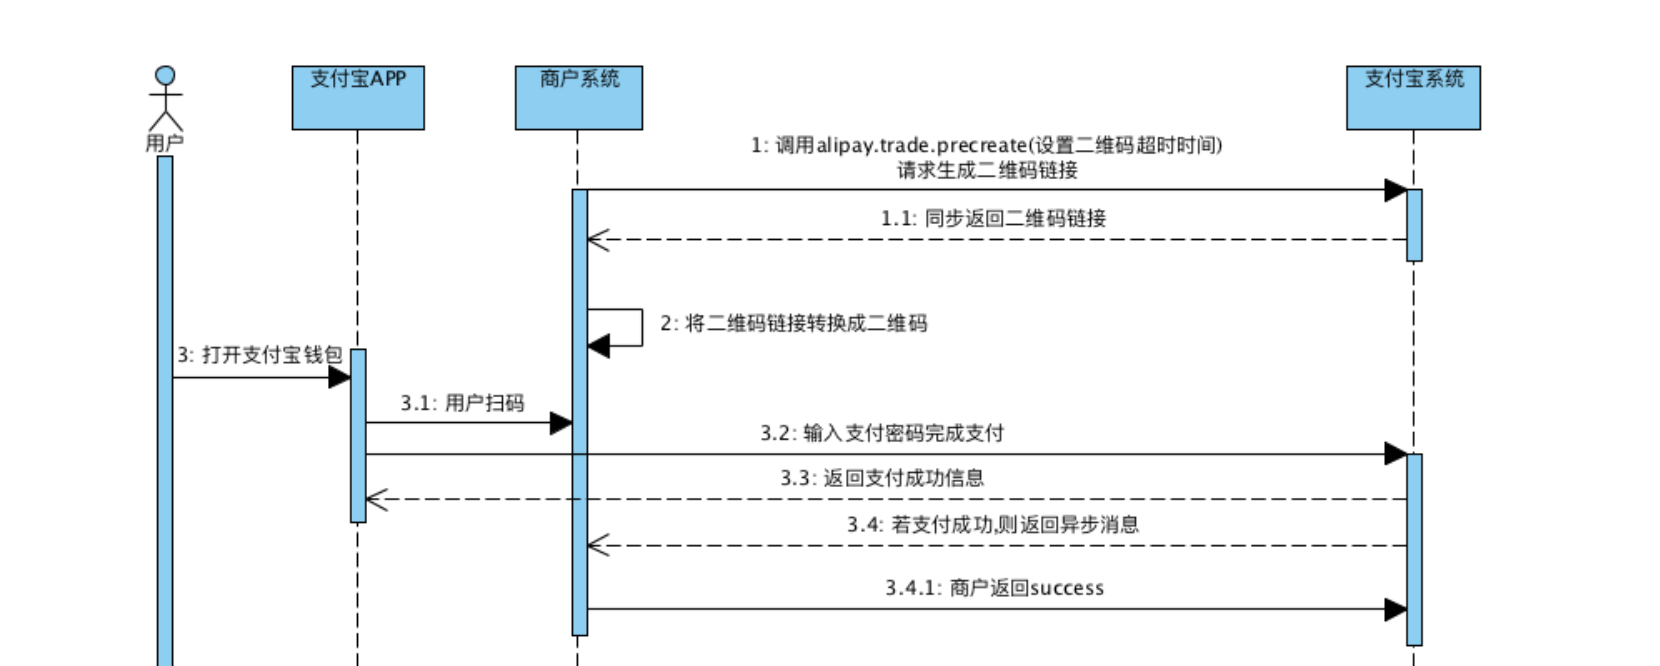 支付宝APP
商户系统
支付宝系统
用户
1: 调用alipay.trade.precreate(设置二维码超时时间)
请求生成二维码链接
1.1: 同步返回二维码链接
2: 将二维码链接转换成二维码
3: 打开支付宝钱包
3.1: 用户扫码
3.2: 输入支付密码完成支付
3.3: 返回支付成功信息
3.4: 若支付成功,则返回异步消息
3.4.1: 商户返回success